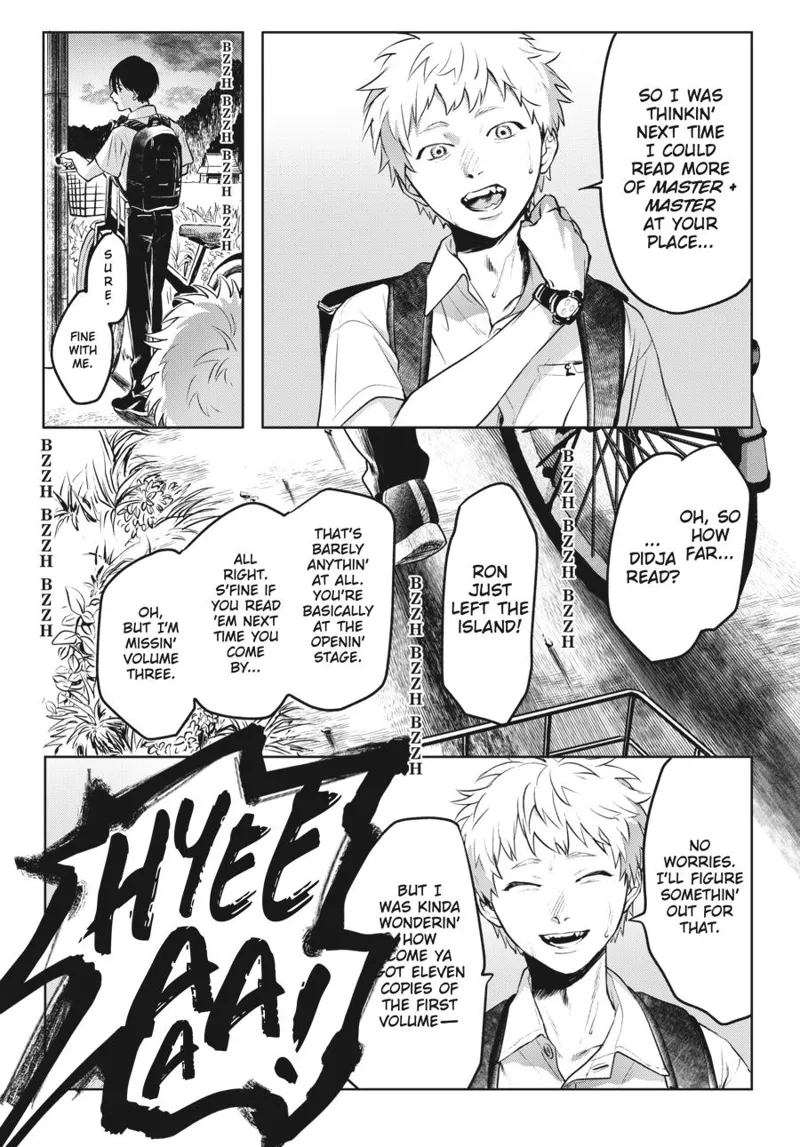 SO I WAS
THINKIN'
NEXT TIME
I COULD
READ MORE
OF MASTER +
MASTER
AT YOUR
PLACE...
BZZH BZZH BZZH BZZH
SURE.
FINE
WITH
ME.
OH, SO
HOW
FAR...
...
DIDJA
READ?
BZZH BZZH BZZH
RON
JUST
LEFT THE
ISLAND!
BZZH BZZH BZZH
THAT'S
BARELY
ANYTHIN'
AT ALL.
YOU'RE
BASICALLY
AT THE
OPENIN'
STAGE.
ALL
RIGHT.
S'FINE IF
YOU READ
'EM NEXT
TIME YOU
COME
BY...
OH,
BUT I'M
MISSIN'
VOLUME
THREE.
BZZH BZZH BZZH
NO
WORRIES.
I'LL FIGURE
SOMETHIN'
OUT FOR
THAT.
BUT I
WAS KINDA
WONDERIN'
HOW
COME YA
GOT ELEVEN
COPIES OF
THE FIRST
VOLUME—
HYEE
AA
A!